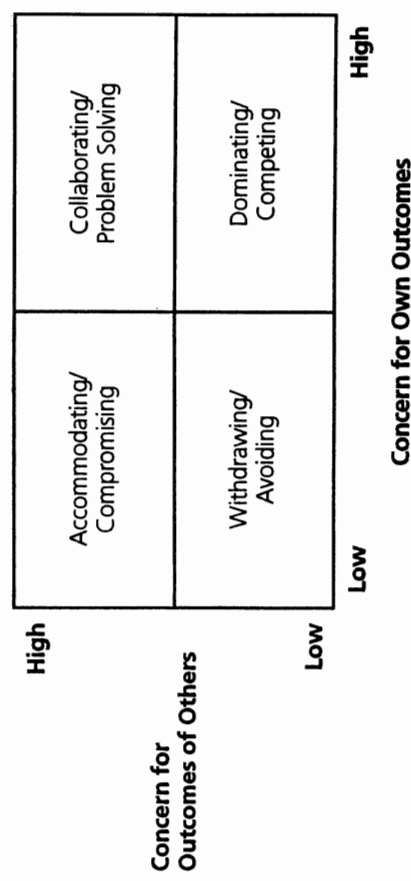 High
Accommodating/
Compromising
Collaborating/
Problem Solving
Concern for
Outcomes of Others
Withdrawing/
Avoiding
Dominating/
Competing
Low
Low
High
Concern for Own Outcomes